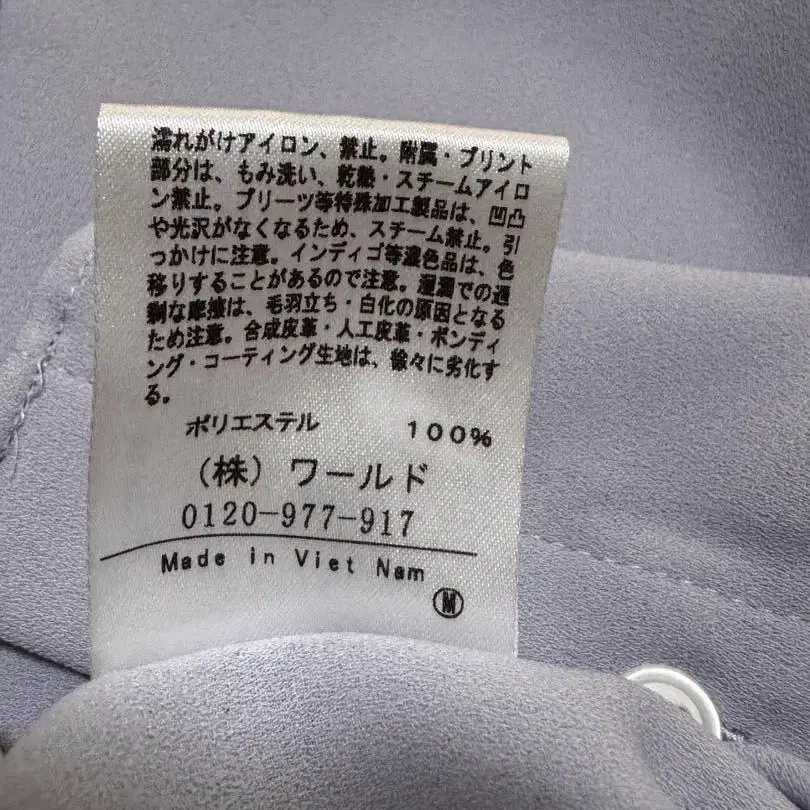 濡れがけアイロン、禁止。附属・プリント
部分は、もみ洗い、乾熱・スチームアイロ
ン禁止。プリーツ等特殊加工製品は、凹凸
や光沢がなくなるため、スチーム禁止。引
っかけに注意。インディゴ等濃色品は、色
移りすることがあるので注意。湿潤での過
剰な摩擦は、毛羽立ち・白化の原因となる
ため注意。合成皮革・人工皮革・ボンディ
ング・コーティング生地は、徐々に劣化す
る。
ポリエステル 100%
(株) ワールド
0120-977-917
Made in Viet Nam
Ⓜ